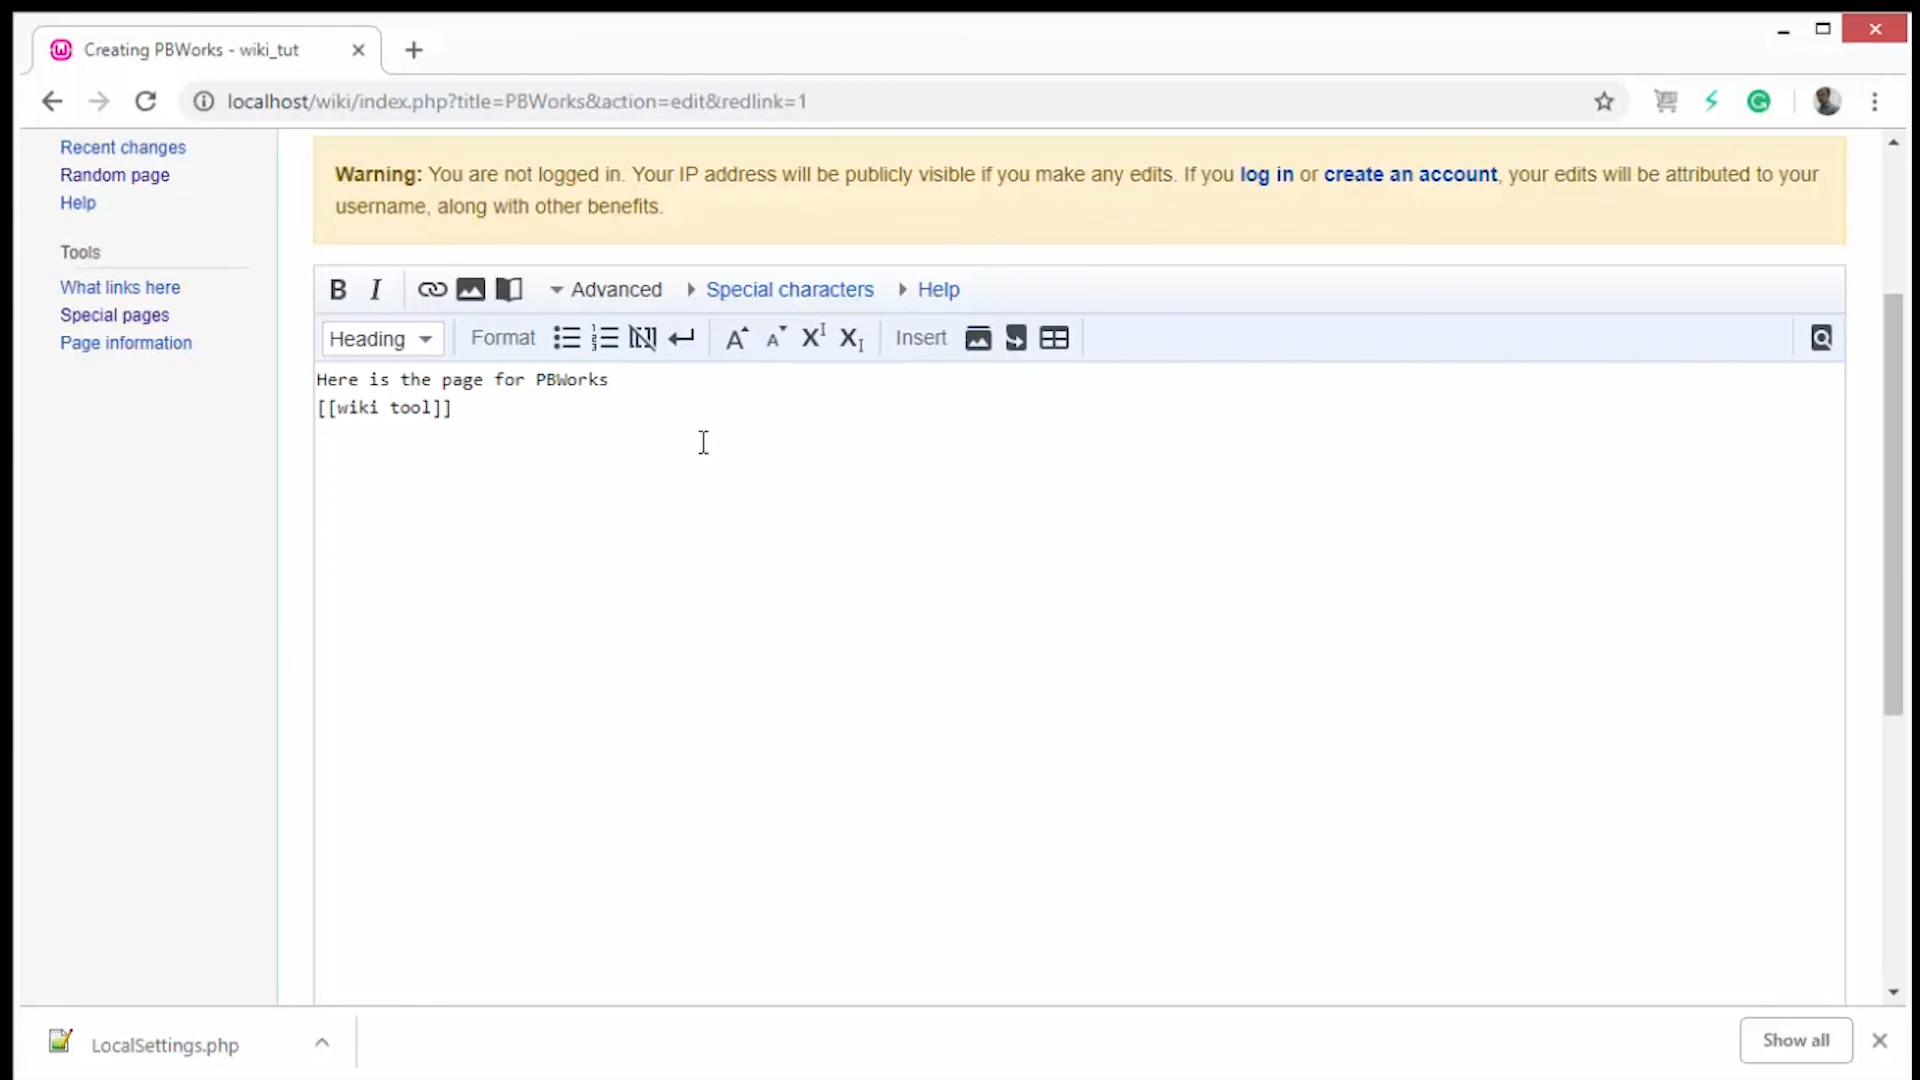 Creating PBWorks - wiki_tut
localhost/wiki/index.php?title=PBWorks&action=edit&redlink=1
Recent changes
Random page
Help
Tools
What links here
Special pages
Page information
Warning: You are not logged in. Your IP address will be publicly visible if you make any edits. If you log in or create an account, your edits will be attributed to your
username, along with other benefits.
B I Advanced Special characters Help
Heading Format Insert
Here is the page for PBWorks
[[wiki tool]]
LocalSettings.php
Show all